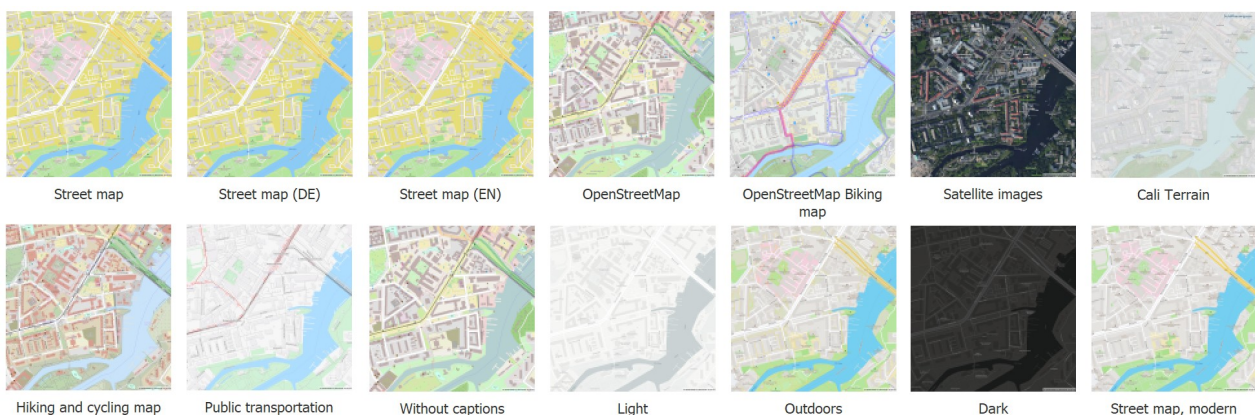 Street map
Street map (DE)
Street map (EN)
OpenStreetMap
OpenStreetMap Biking
map
Satellite images
Cali Terrain
Hiking and cycling map
Public transportation
Without captions
Light
Outdoors
Dark
Street map, modern